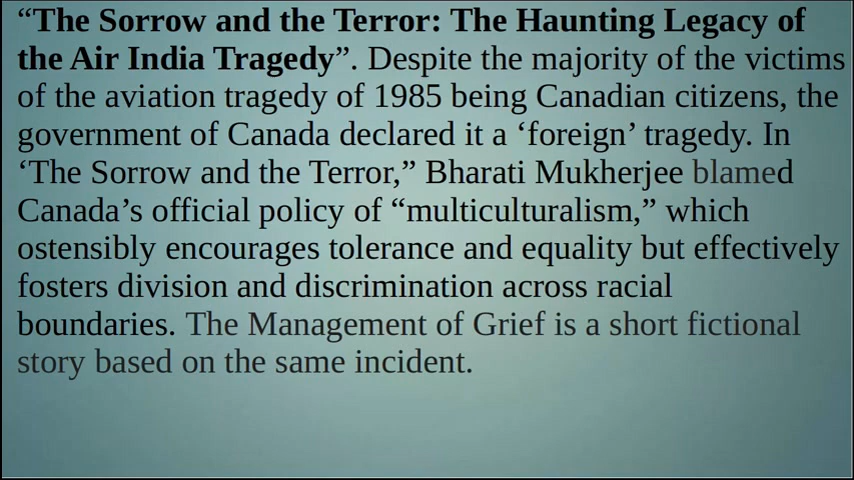 “The Sorrow and the Terror: The Haunting Legacy of
the Air India Tragedy”. Despite the majority of the victims
of the aviation tragedy of 1985 being Canadian citizens, the
government of Canada declared it a ‘foreign’ tragedy. In
‘The Sorrow and the Terror,” Bharati Mukherjee blamed
Canada’s official policy of “multiculturalism,” which
ostensibly encourages tolerance and equality but effectively
fosters division and discrimination across racial
boundaries. The Management of Grief is a short fictional
story based on the same incident.